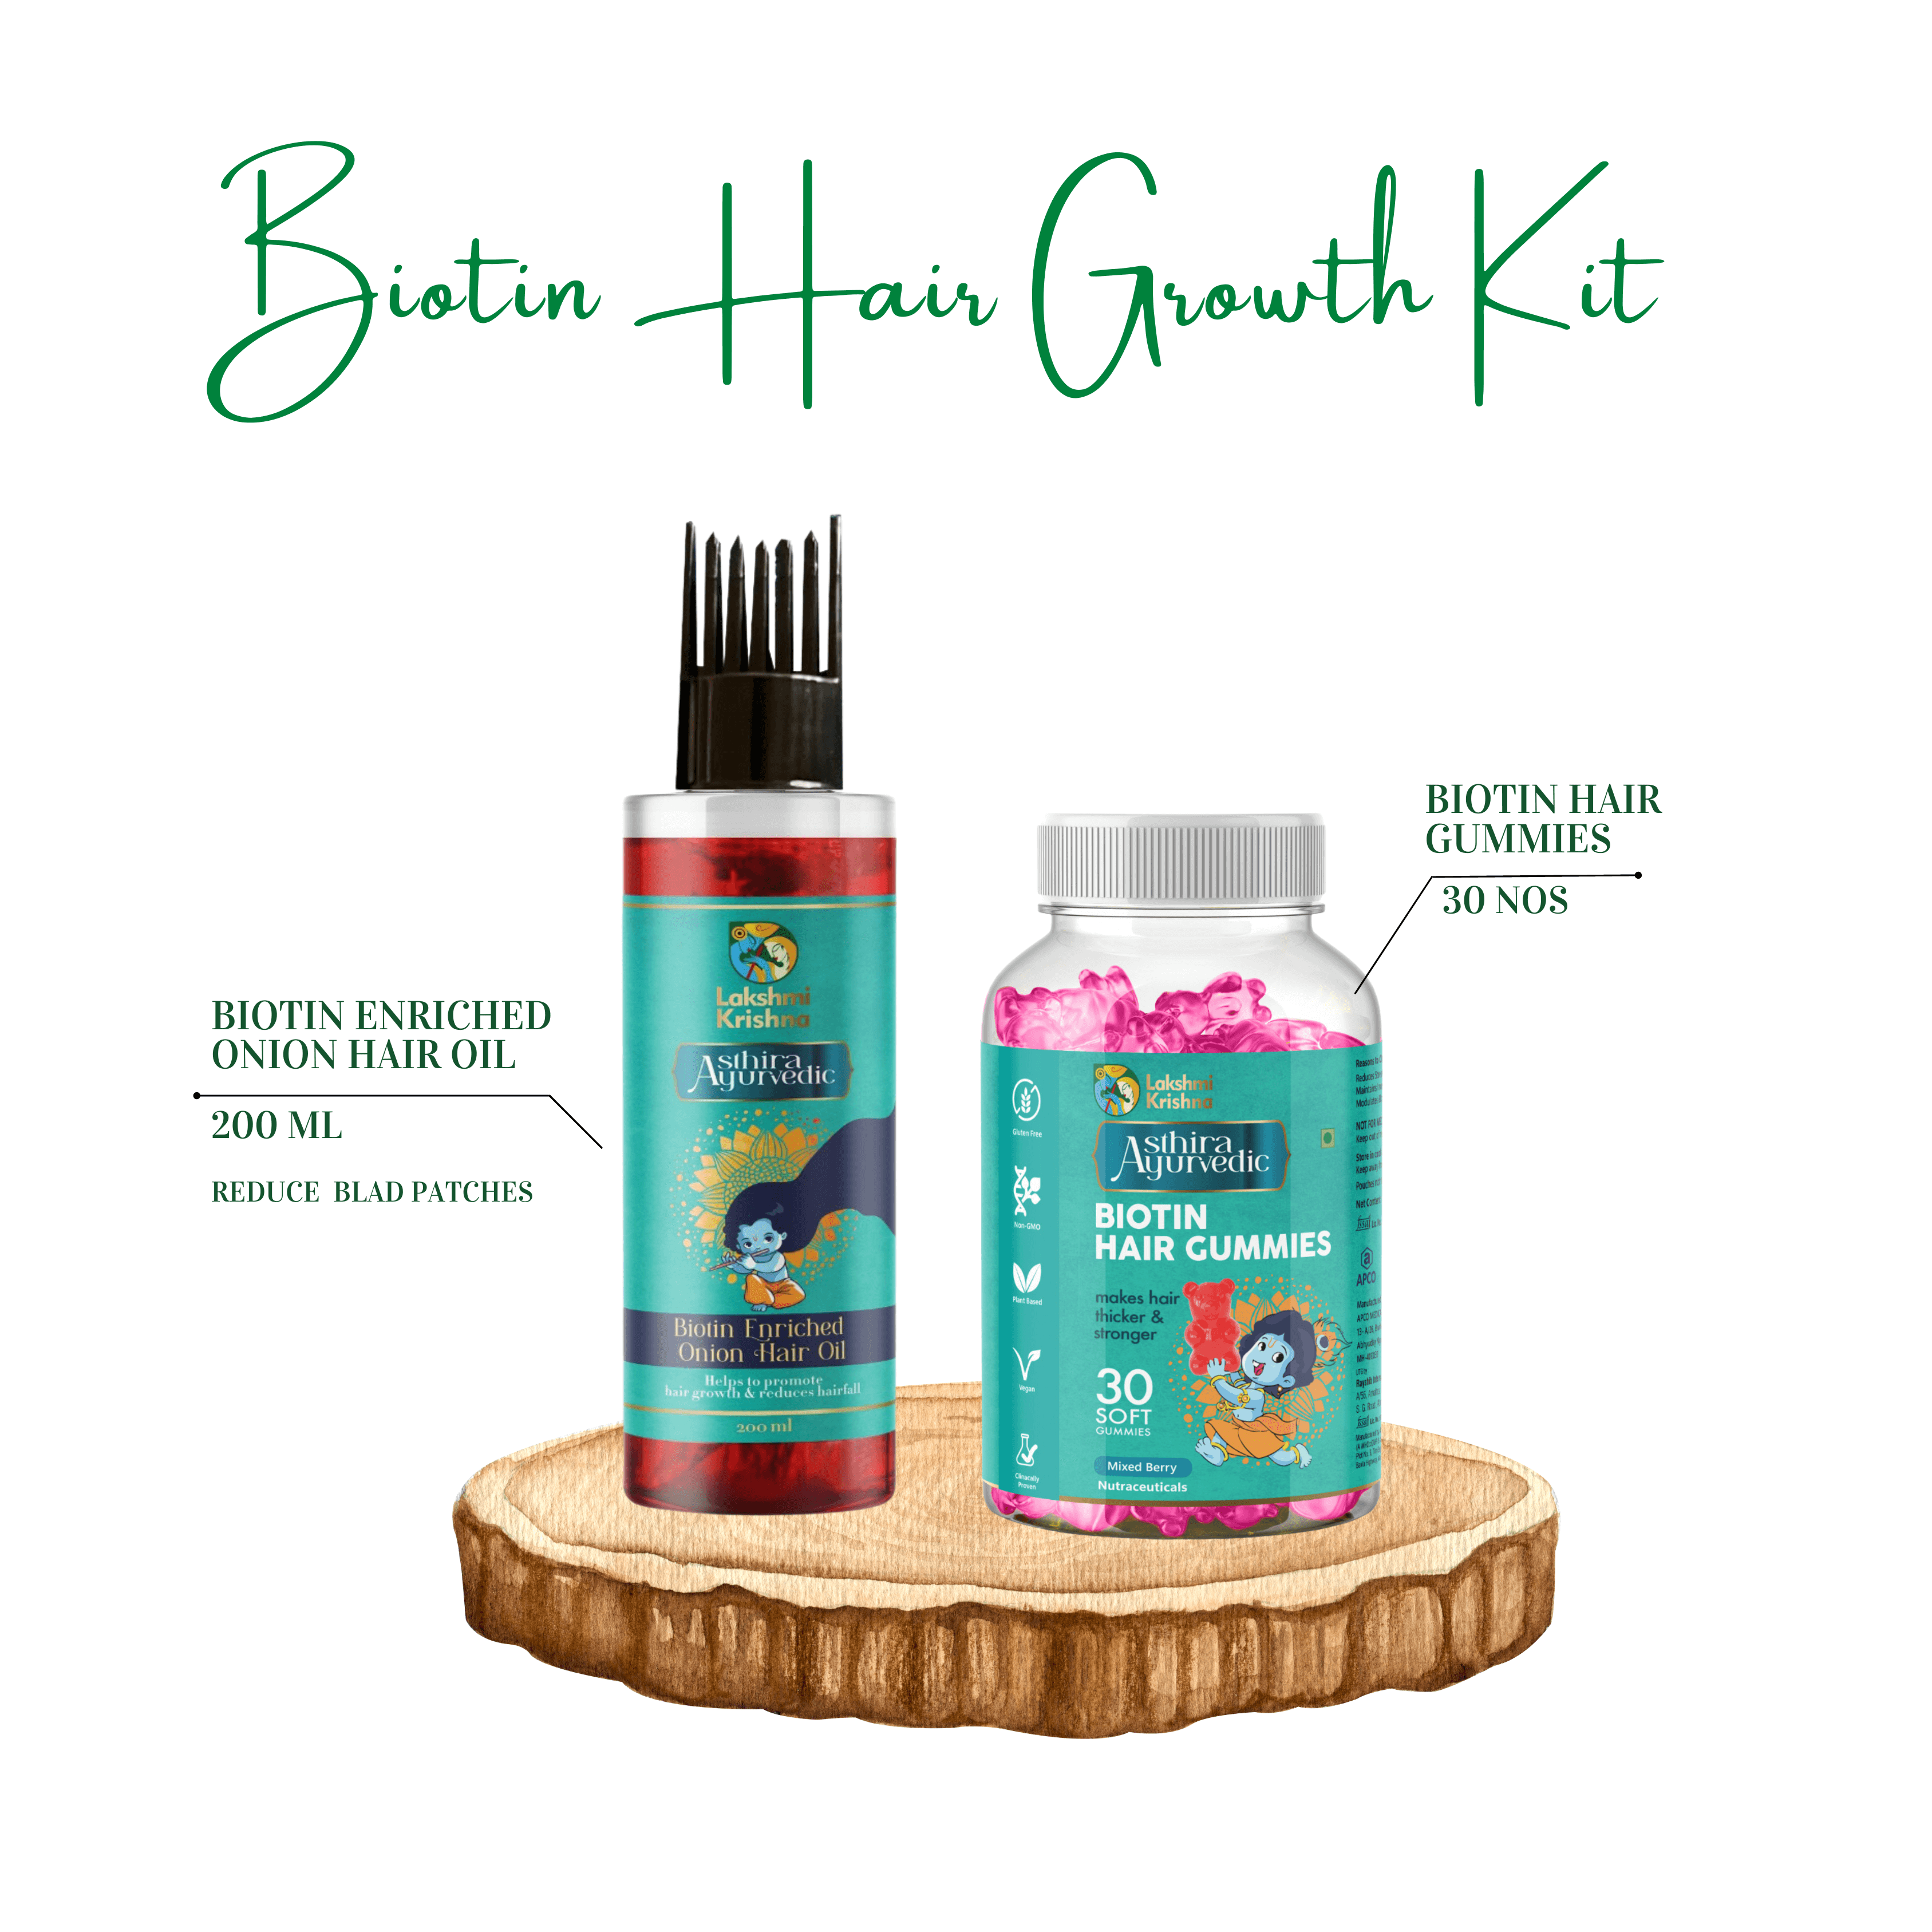 Biotin Hair Growth Kit
BIOTIN HAIR
GUMMIES
30 NOS
BIOTIN ENRICHED
ONION HAIR OIL
200 ML
REDUCE BLAD PATCHES
Lakshmi
Krishna
Asthira
Ayurvedic
Biotin Enriched
Onion Hair Oil
Helps to promote
hair growth & reduces hairfall
200 ml
Lakshmi
Krishna
Asthira
Ayurvedic
BIOTIN
HAIR GUMMIES
makes hair
thicker &
stronger
30
SOFT
GUMMIES
Mixed Berry
Nutraceuticals
Gluten Free
Non-GMO
Plant Based
Vegan
Proven
APCO